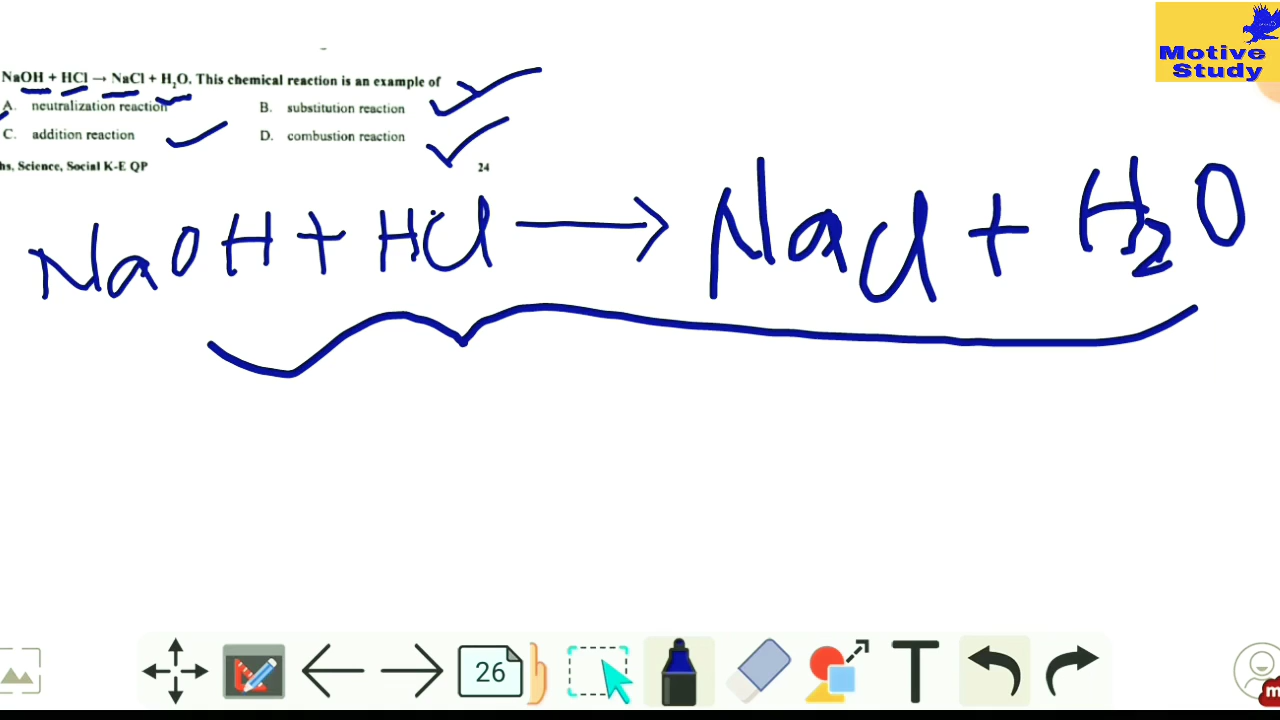 Motive
Study
NaOH + HCl → NaCl + H₂O. This chemical reaction is an example of
A. neutralization reaction
B. substitution reaction
C. addition reaction
D. combustion reaction
Science, Social K-E QP
24
NaOH + HCl → NaCl + H₂O
26
T
m